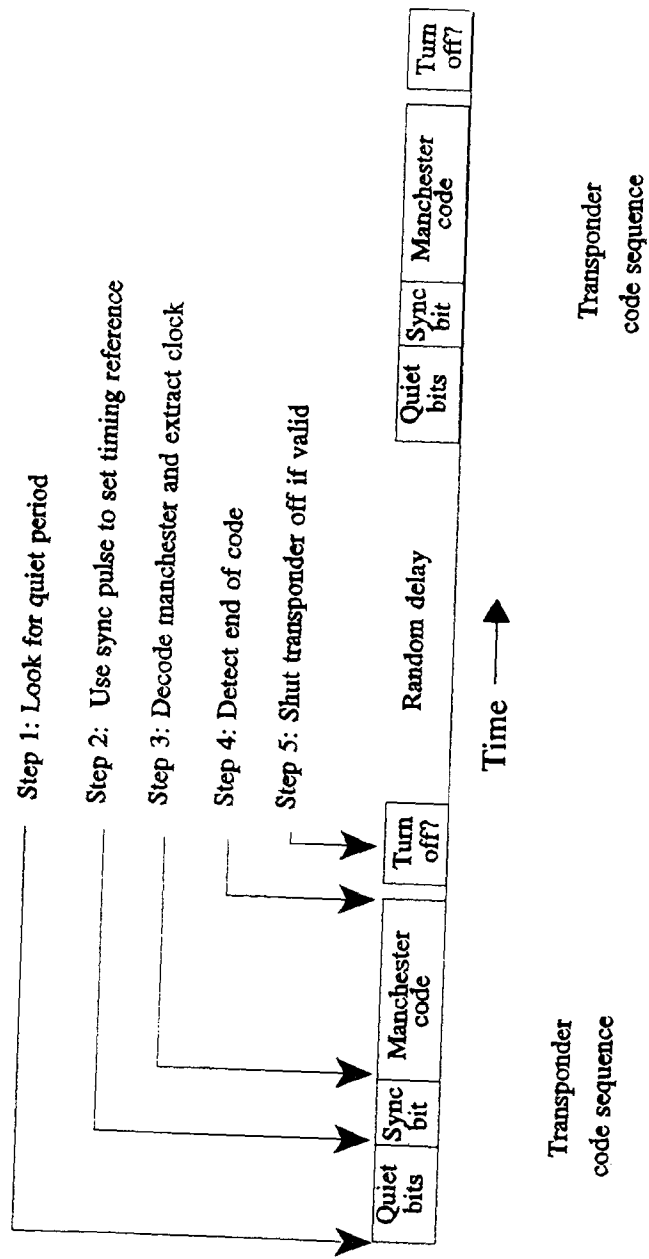 Step 1: Look for quiet period
Step 2: Use sync pulse to set timing reference
Step 3: Decode manchester and extract clock
Step 4: Detect end of code
Step 5: Shut transponder off if valid
Quiet
bits
Sync
bit
Manchester
code
Turn
off?
Random delay
Quiet
bits
Sync
bit
Manchester
code
Turn
off?
Time
Transponder
code sequence
Transponder
code sequence